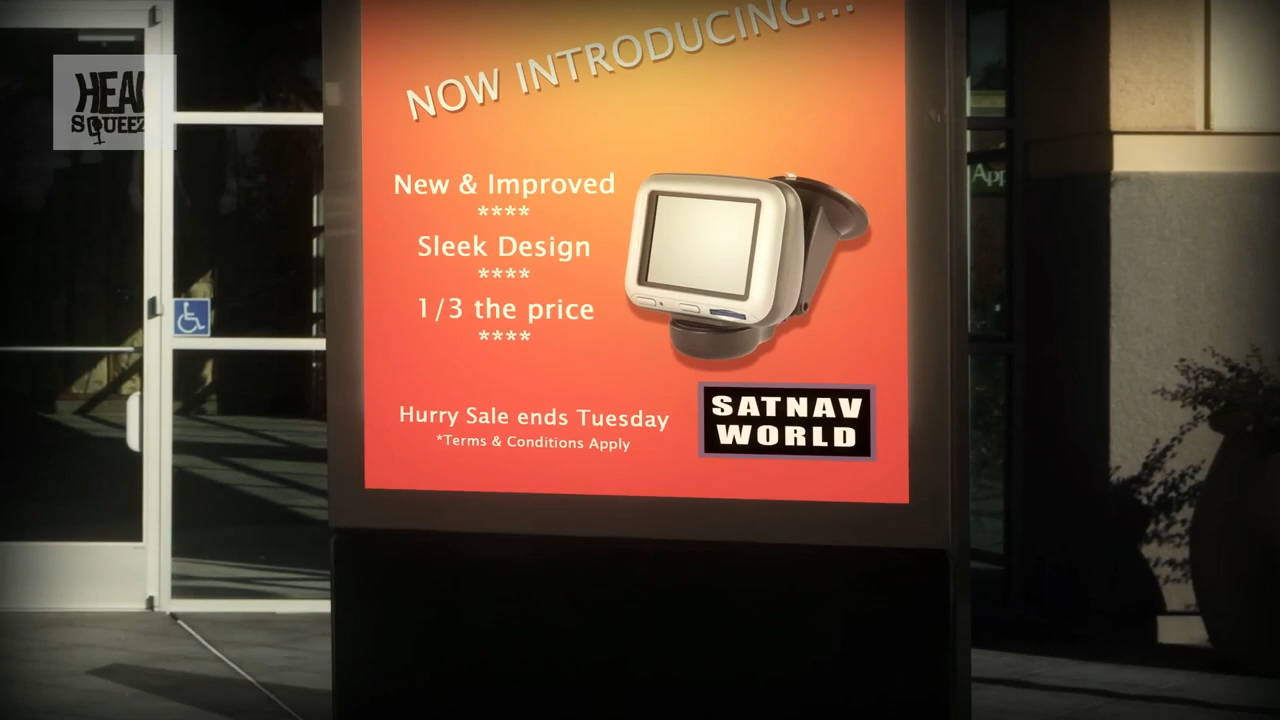 NOW INTRODUCING...
New & Improved
****
Sleek Design
****
1/3 the price
****
Hurry Sale ends Tuesday
*Terms & Conditions Apply
SATNAV
WORLD